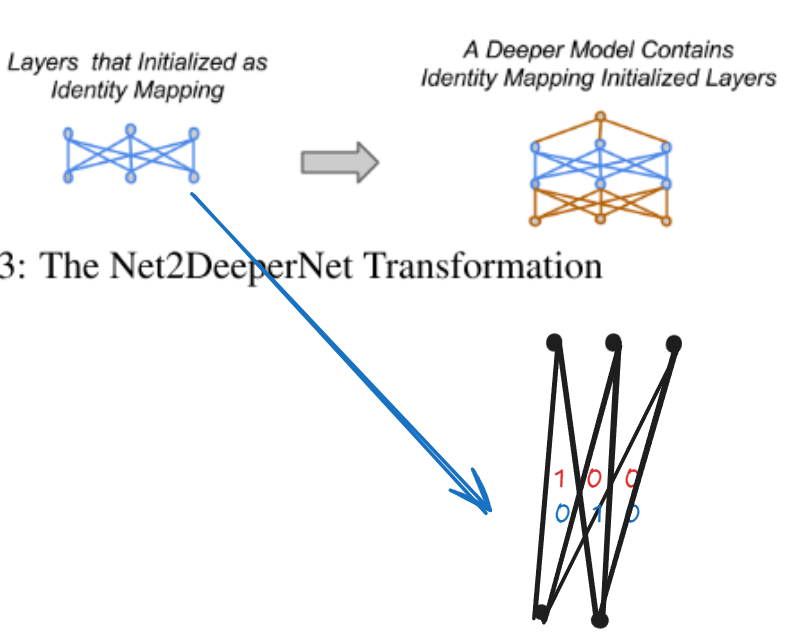 Layers that Initialized as
Identity Mapping
A Deeper Model Contains
Identity Mapping Initialized Layers
3: The Net2DeeperNet Transformation
1 0 0
0 1 0